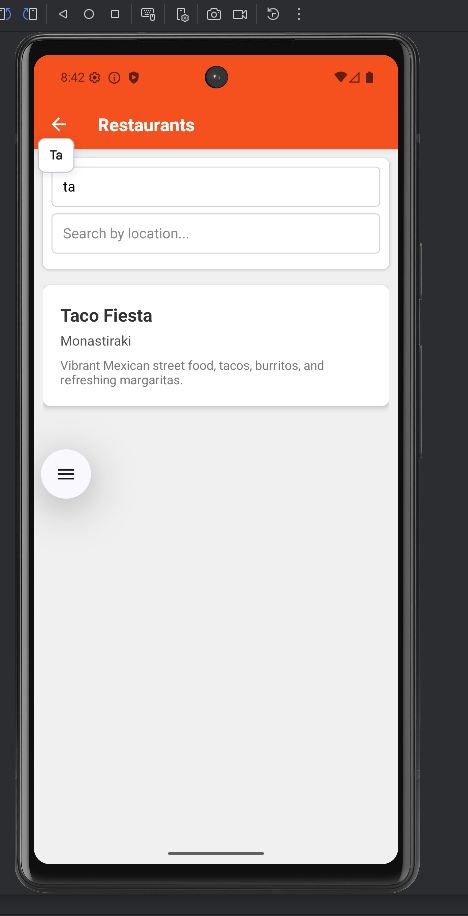 8:42
Restaurants
Ta
ta
Search by location...
Taco Fiesta
Monastiraki
Vibrant Mexican street food, tacos, burritos, and
refreshing margaritas.